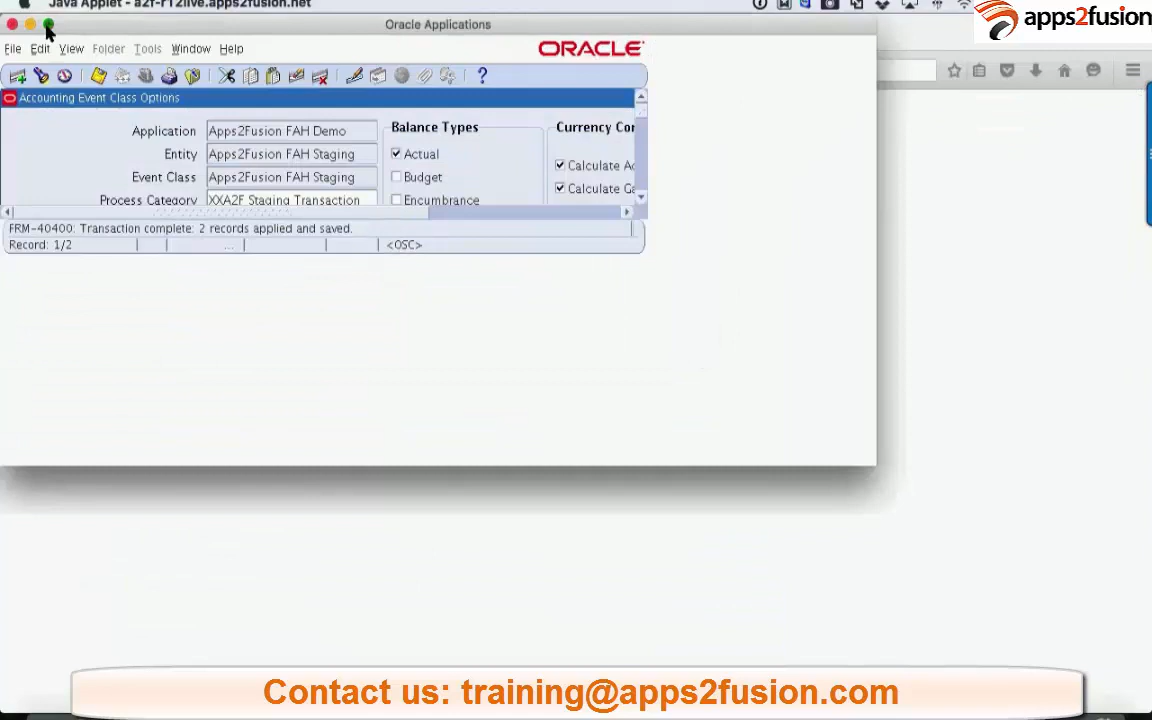 Java Applet - a2f-r12live.apps2fusion.net
apps2fusion
Oracle Applications
File Edit View Folder Tools Window Help
ORACLE
Accounting Event Class Options
Application Apps2Fusion FAH Demo
Entity Apps2Fusion FAH Staging
Event Class Apps2Fusion FAH Staging
Process Category XXA2F Staging Transaction
Balance Types
Actual
Budget
Encumbrance
Currency Con
Calculate Ac
Calculate Ga
FRM-40400: Transaction complete: 2 records applied and saved.
Record: 1/2 ... <OSC>
Contact us: training@apps2fusion.com